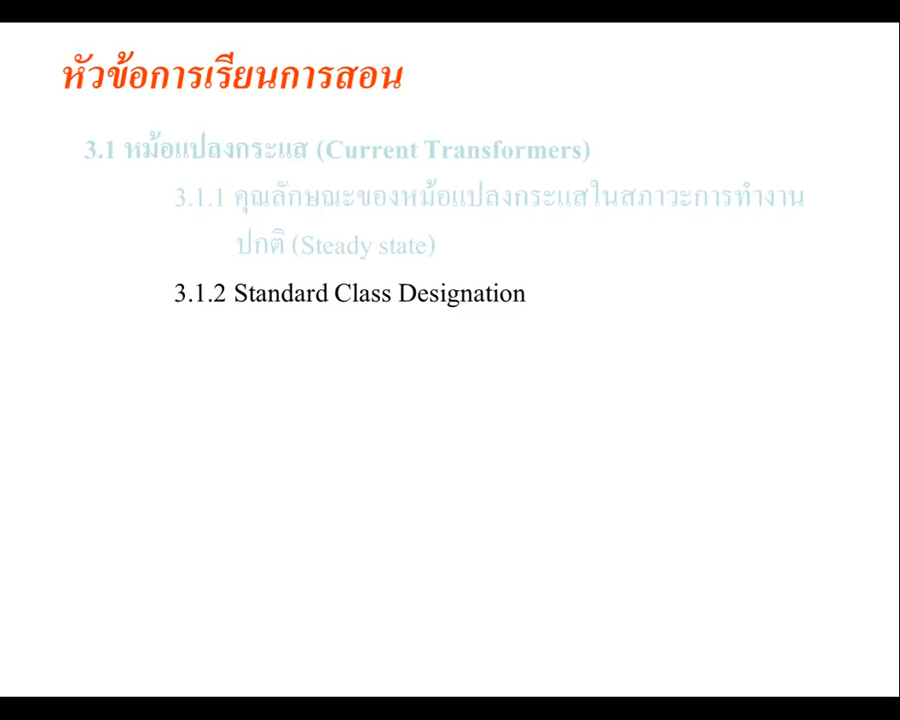 หัวข้อการเรียนการสอน
3.1 หม้อแปลงกระแส (Current Transformers)
3.1.1 คุณลักษณะของหม้อแปลงกระแสในสภาวะการทำงาน
ปกติ (Steady state)
3.1.2 Standard Class Designation